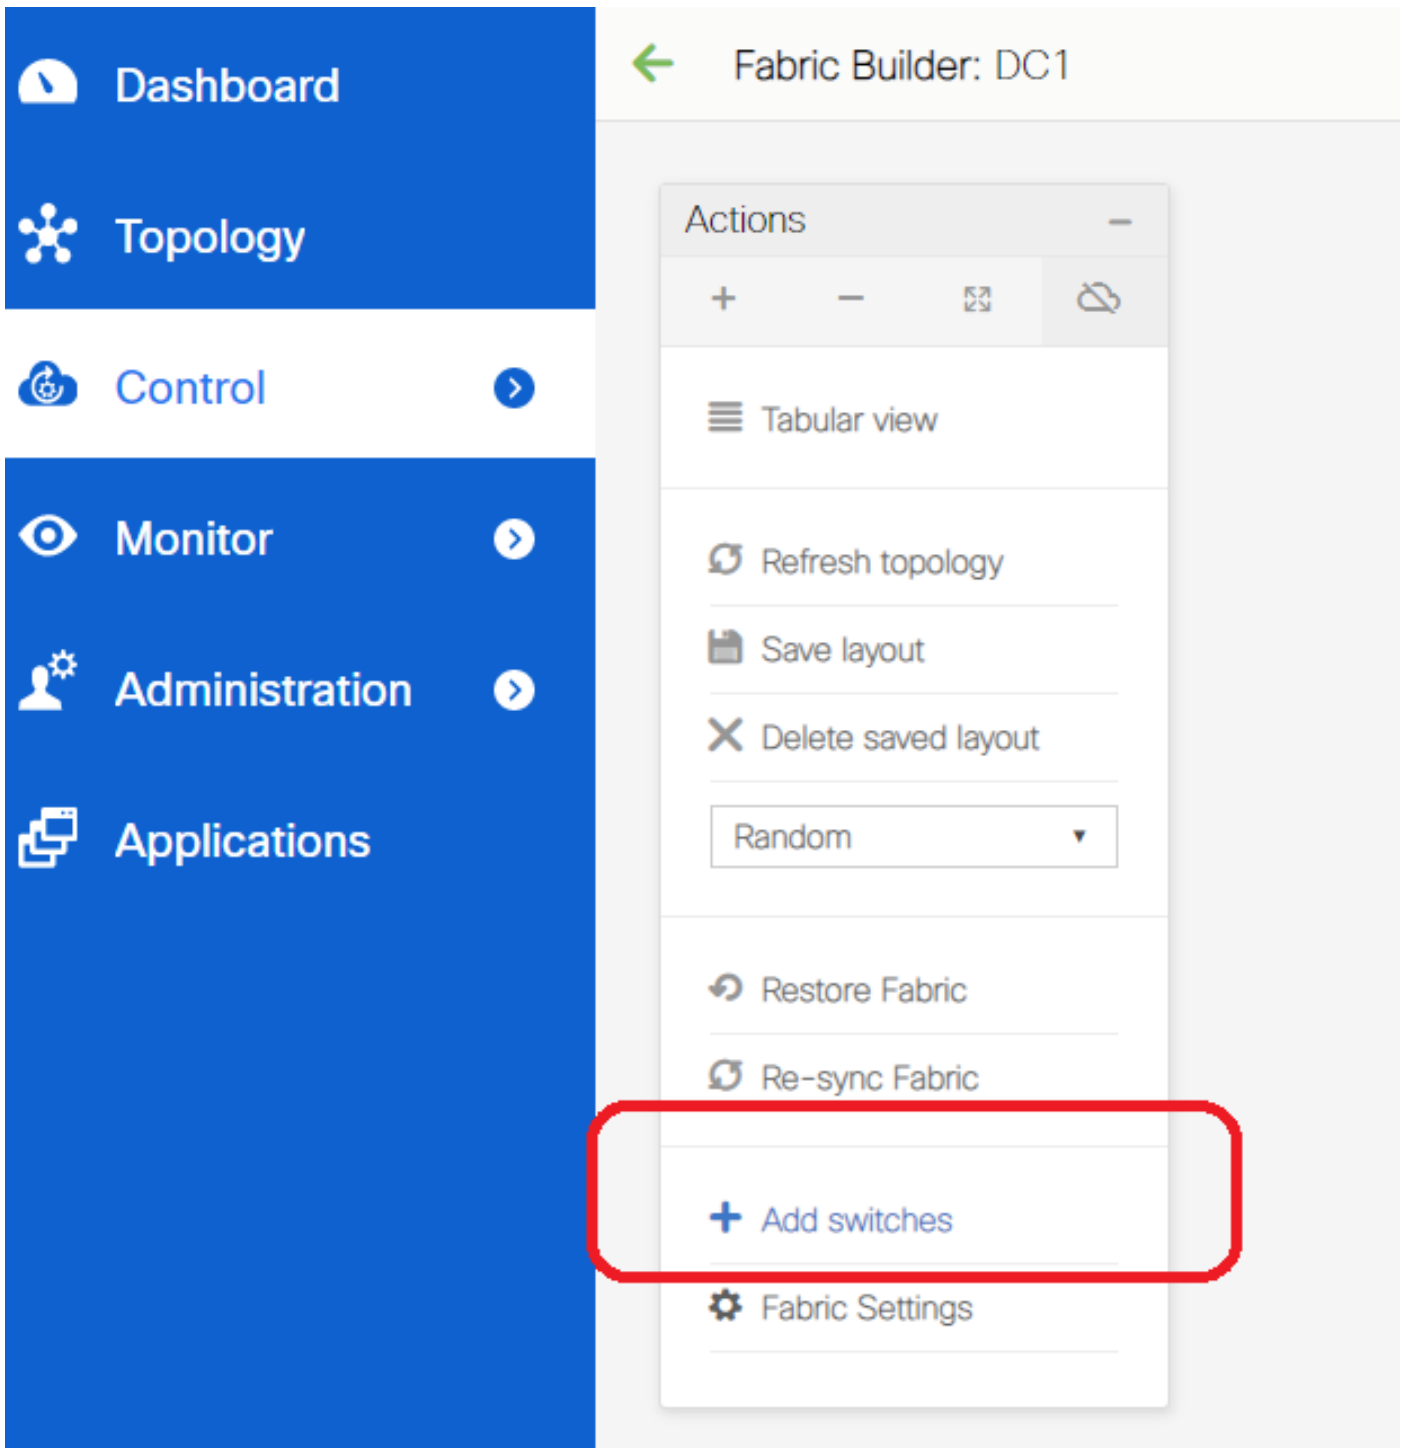 Dashboard
Topology
Control
Monitor
Administration
Applications
Fabric Builder: DC1
Actions
Tabular view
Refresh topology
Save layout
Delete saved layout
Random
Restore Fabric
Re-sync Fabric
Add switches
Fabric Settings